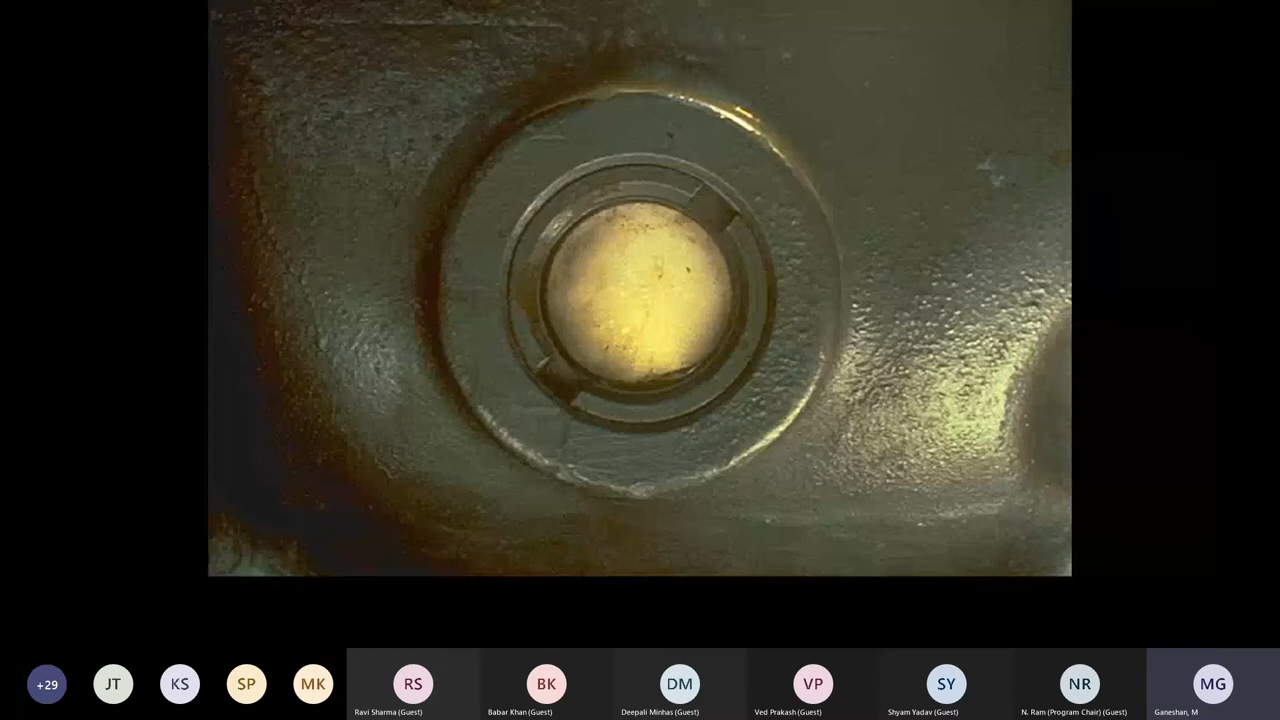 +29
JT
KS
SP
MK
RS
BK
DM
VP
SY
NR
MG
Ravi Sharma (Guest)
Babar Khan (Guest)
Deepali Minhas (Guest)
Ved Prakash (Guest)
Shyam Yadav (Guest)
N. Ram (Program Chair) (Guest)
Ganeshan, M